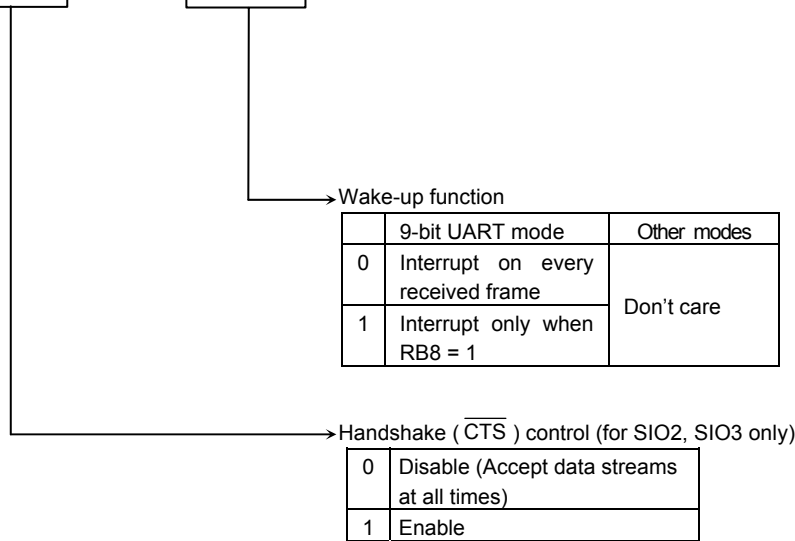 Wake-up function
9-bit UART mode Other modes
0 Interrupt on every
received frame
Don't care
1 Interrupt only when
RB8 = 1
Handshake ( CTS ) control (for SIO2, SIO3 only)
0 Disable (Accept data streams
at all times)
1 Enable